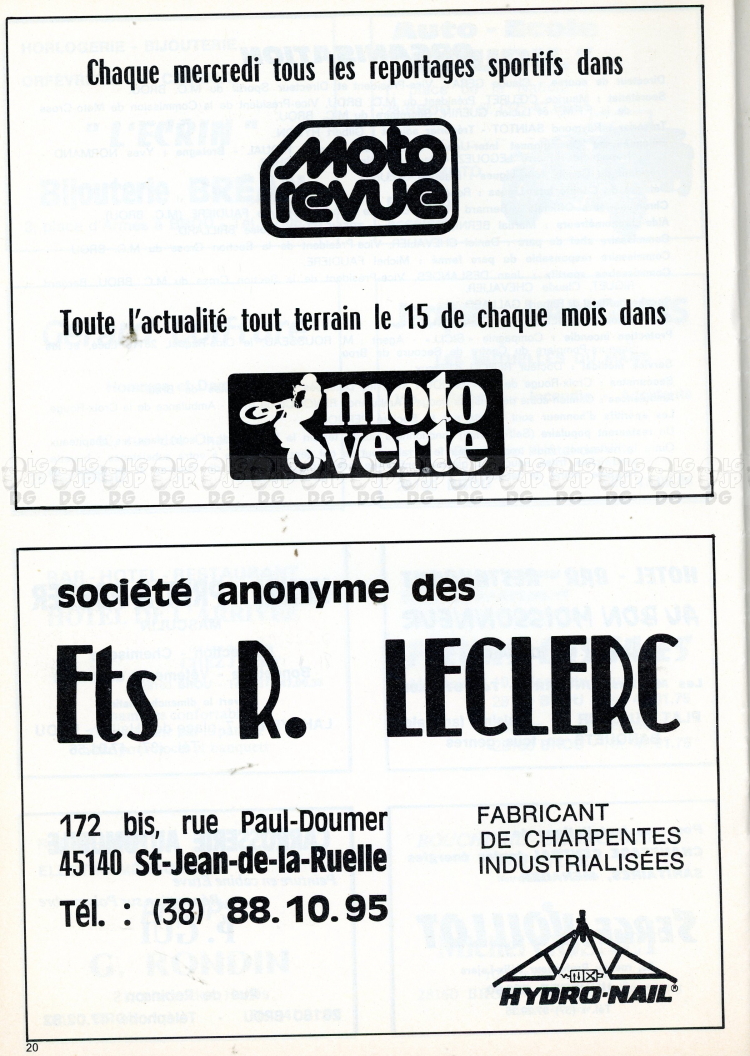 Chaque mercredi tous les reportages sportifs dans
Moto
revue
Toute l'actualité tout terrain le 15 de chaque mois dans
moto
verte
société anonyme des
Ets R. LECLERC
172 bis, rue Paul-Doumer
45140 St-Jean-de-la-Ruelle
Tél. : (38) 88.10.95
FABRICANT
DE CHARPENTES
INDUSTRIALISÉES
HYDRO-NAIL®
20